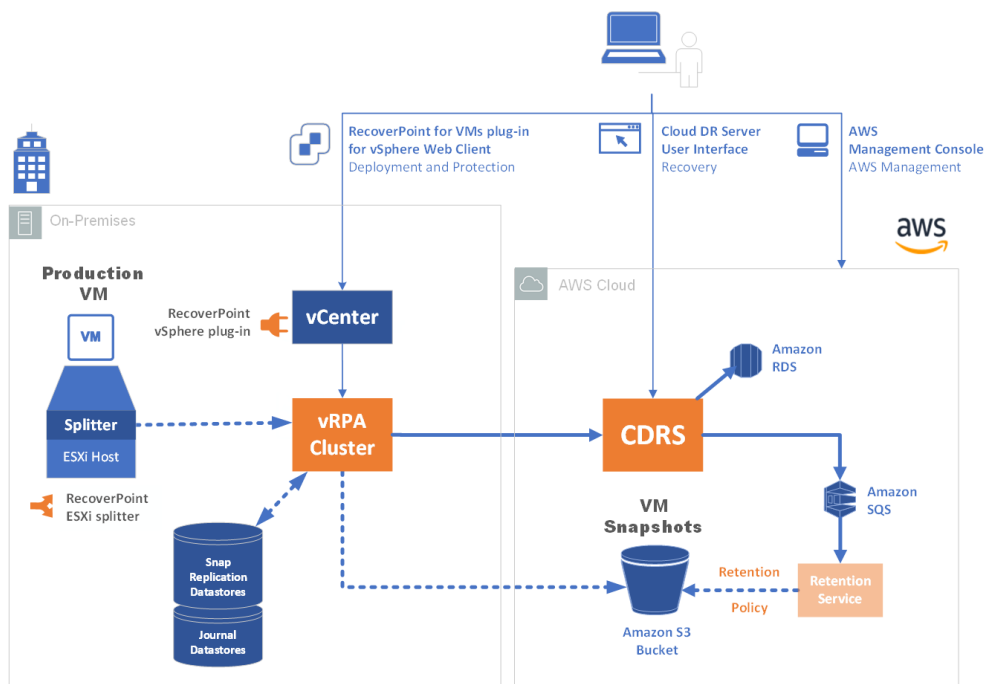 RecoverPoint for VMs plug-in
for vSphere Web Client
Deployment and Protection
Cloud DR Server
User Interface
Recovery
AWS
Management Console
AWS Management
aws
On-Premises
AWS Cloud
Production
VM
VM
RecoverPoint
vSphere plug-in
vCenter
Amazon
RDS
Splitter
ESXi Host
vRPA
Cluster
CDRS
RecoverPoint
ESXi splitter
Amazon
SQS
VM
Snapshots
Snap
Replication
Datastores
Journal
Datastores
Retention
Policy
Retention
Service
Amazon S3
Bucket